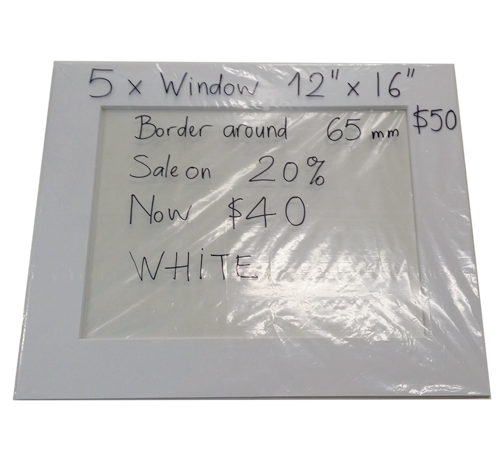 5 x Window 12" x 16"
$50
Border around 65 mm
Sale on 20%
Now $40
WHiTE